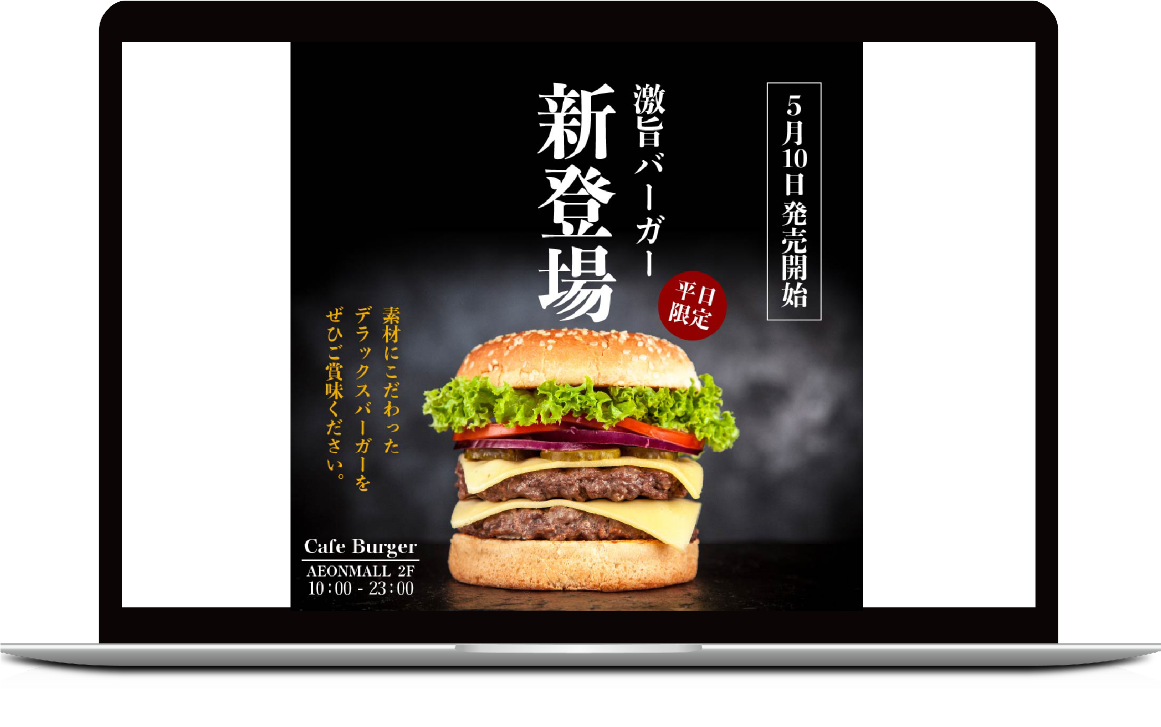 5月10日 発売開始
激旨バーガー
新登場
平日
限定
素材にこだわった
デラックスバーガーを
ぜひご賞味ください。
Cafe Burger
AEONMALL 2F
10:00 - 23:00